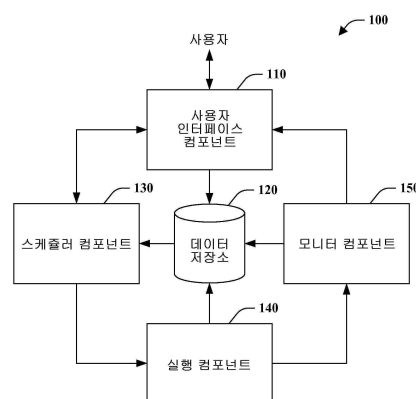 100
사용자
110
사용자
인터페이스
컴포넌트
130
스케쥴러 컴포넌트
120
데이터
저장소
150
모니터 컴포넌트
140
실행 컴포넌트